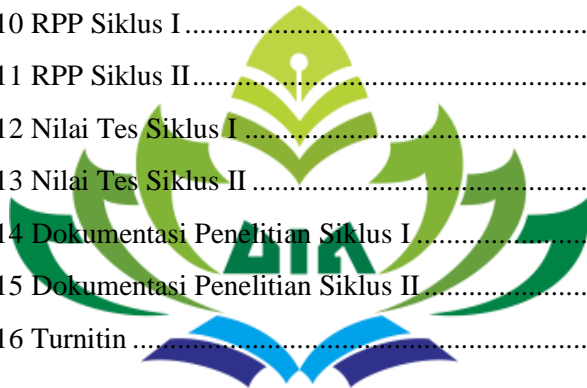 10 RPP Siklus I ..........................................................
11 RPP Siklus II.........................................................
12 Nilai Tes Siklus I ..................................................
13 Nilai Tes Siklus II .................................................
14 Dokumentasi Penelitian Siklus I .........................
15 Dokumentasi Penelitian Siklus II ........................
16 Turnitin .................................................................